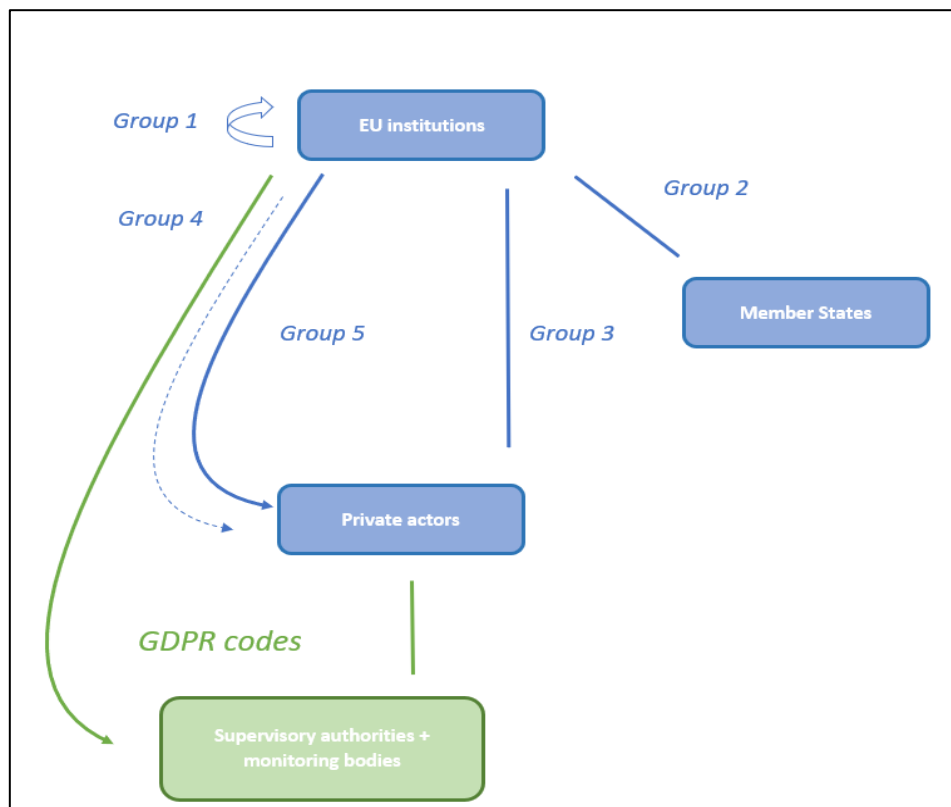 EU institutions
Group 1
Group 2
Group 4
Member States
Group 5
Group 3
Private actors
GDPR codes
Supervisory authorities +
monitoring bodies